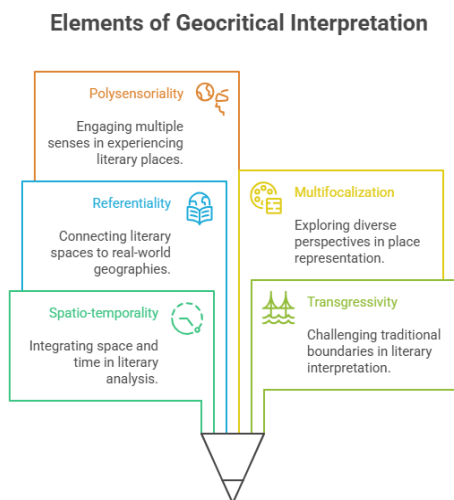 Elements of Geocritical Interpretation
Polysensoriality
Engaging multiple
senses in experiencing
literary places.
Referentiality
Connecting literary
spaces to real-world
geographies.
Spatio-temporality
Integrating space and
time in literary
analysis.
Multifocalization
Exploring diverse
perspectives in place
representation.
Transgressivity
Challenging traditional
boundaries in literary
interpretation.